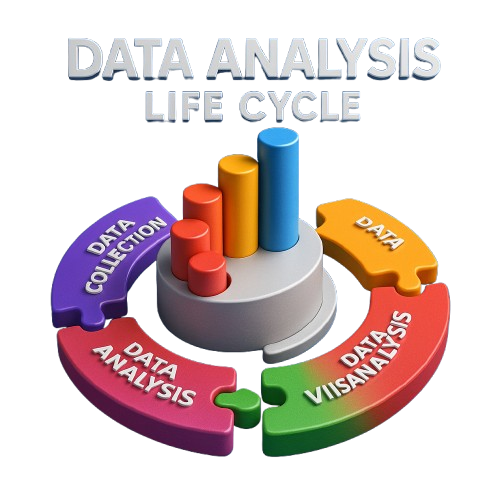 DATA ANALYSIS
LIFE CYCLE
DATA
COLLECTION
DATA
DATA
ANALYSIS
DATA
VIISANALYSIS